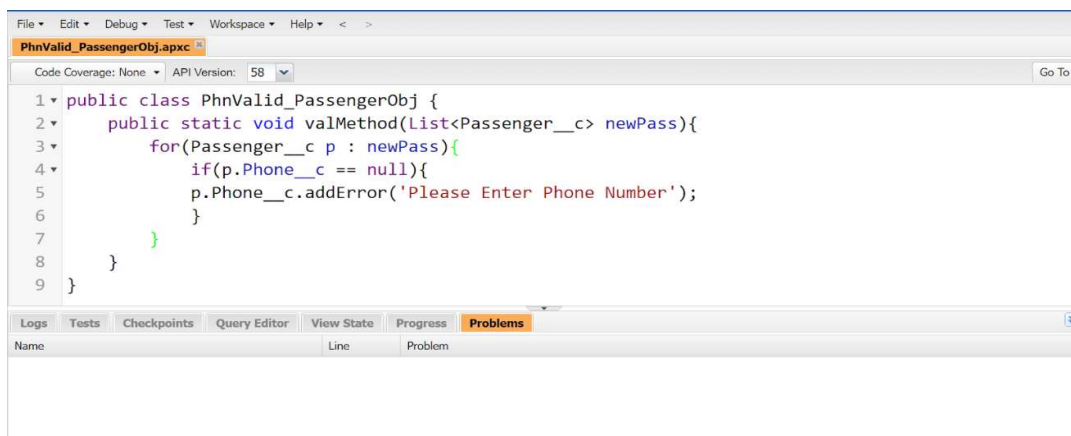 File Edit Debug Test Workspace Help < >
PhnValid_PassengerObj.apxc
Code Coverage: None API Version: 58 Go To
1 public class PhnValid_PassengerObj {
2 public static void valMethod(List<Passenger__c> newPass){
3 for(Passenger__c p : newPass){
4 if(p.Phone__c == null){
5 p.Phone__c.addError('Please Enter Phone Number');
6 }
7 }
8 }
9 }
Logs Tests Checkpoints Query Editor View State Progress Problems
Name Line Problem